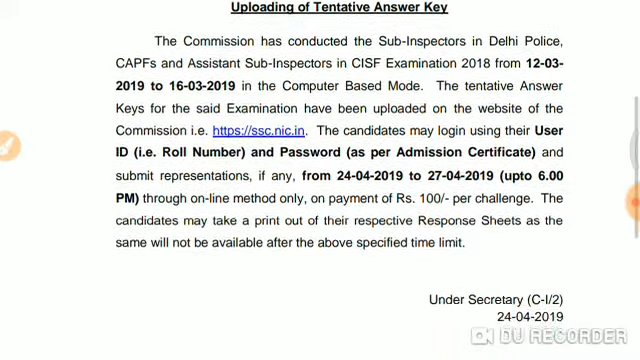 Uploading of Tentative Answer Key
The Commission has conducted the Sub-Inspectors in Delhi Police,
CAPFs and Assistant Sub-Inspectors in CISF Examination 2018 from 12-03-
2019 to 16-03-2019 in the Computer Based Mode. The tentative Answer
Keys for the said Examination have been uploaded on the website of the
Commission i.e. https://ssc.nic.in. The candidates may login using their User
ID (i.e. Roll Number) and Password (as per Admission Certificate) and
submit representations, if any, from 24-04-2019 to 27-04-2019 (upto 6.00
PM) through on-line method only, on payment of Rs. 100/- per challenge. The
candidates may take a print out of their respective Response Sheets as the
same will not be available after the above specified time limit.
Under Secretary (C-I/2)
24-04-2019
DU RECORDER